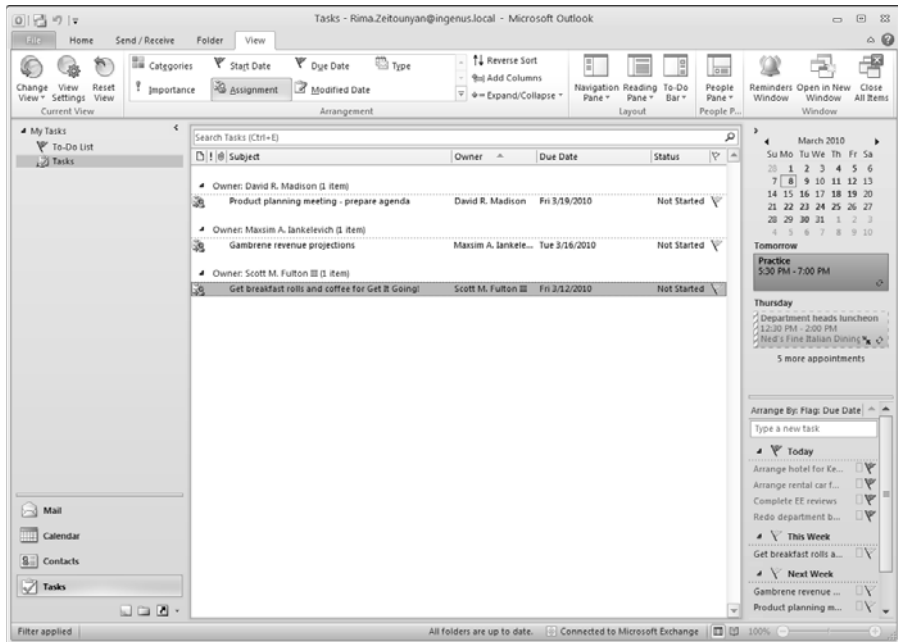 Tasks - Rima.Zeitounyan@ingenus.local - Microsoft Outlook
File Home Send / Receive Folder View
Change View View Settings Reset View
Current View
Categories Start Date Due Date Type
Importance Assignment Modified Date
Arrangement
Reverse Sort
Add Columns
Expand/Collapse
Navigation Pane Reading Pane To-Do Bar
Layout
People Pane
People P...
Reminders Window Open in New Window Close All Items
Window
My Tasks
To-Do List
Tasks
Search Tasks (Ctrl+E)
Subject Owner Due Date Status
Owner: David R. Madison (1 item)
Product planning meeting - prepare agenda David R. Madison Fri 3/19/2010 Not Started
Owner: Maxsim A. Iankelevich (1 item)
Gambrene revenue projections Maxsim A. Iankele... Tue 3/16/2010 Not Started
Owner: Scott M. Fulton III (1 item)
Get breakfast rolls and coffee for Get It Going! Scott M. Fulton III Fri 3/12/2010 Not Started
March 2010
Su Mo Tu We Th Fr Sa
28 1 2 3 4 5 6
7 8 9 10 11 12 13
14 15 16 17 18 19 20
21 22 23 24 25 26 27
28 29 30 31 1 2 3
4 5 6 7 8 9 10
Tomorrow
Practice
5:30 PM - 7:00 PM
Thursday
Department heads luncheon
12:30 PM - 2:00 PM
Ned's Fine Italian Dining
5 more appointments
Arrange By: Flag: Due Date
Type a new task
Today
Arrange hotel for Ke...
Arrange rental car f...
Complete EE reviews
Redo department b...
This Week
Get breakfast rolls a...
Next Week
Gambrene revenue ...
Product planning m...
Mail
Calendar
Contacts
Tasks
Filter applied
All folders are up to date. Connected to Microsoft Exchange 100%